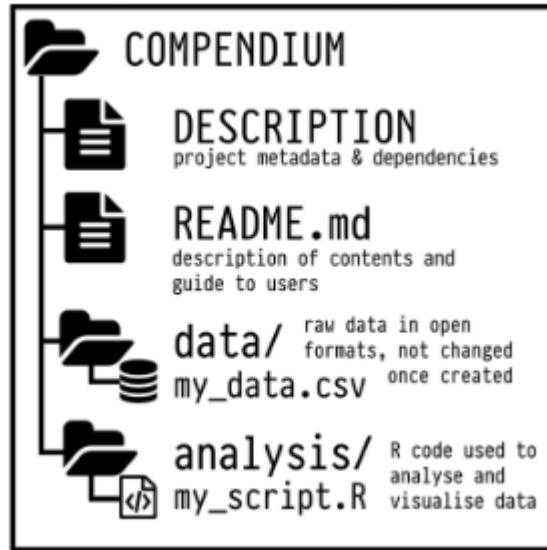 COMPENDIUM
DESCRIPTION
project metadata & dependencies
README.md
description of contents and
guide to users
data/
my_data.csv
raw data in open
formats, not changed
once created
analysis/
my_script.R
R code used to
analyse and
visualise data